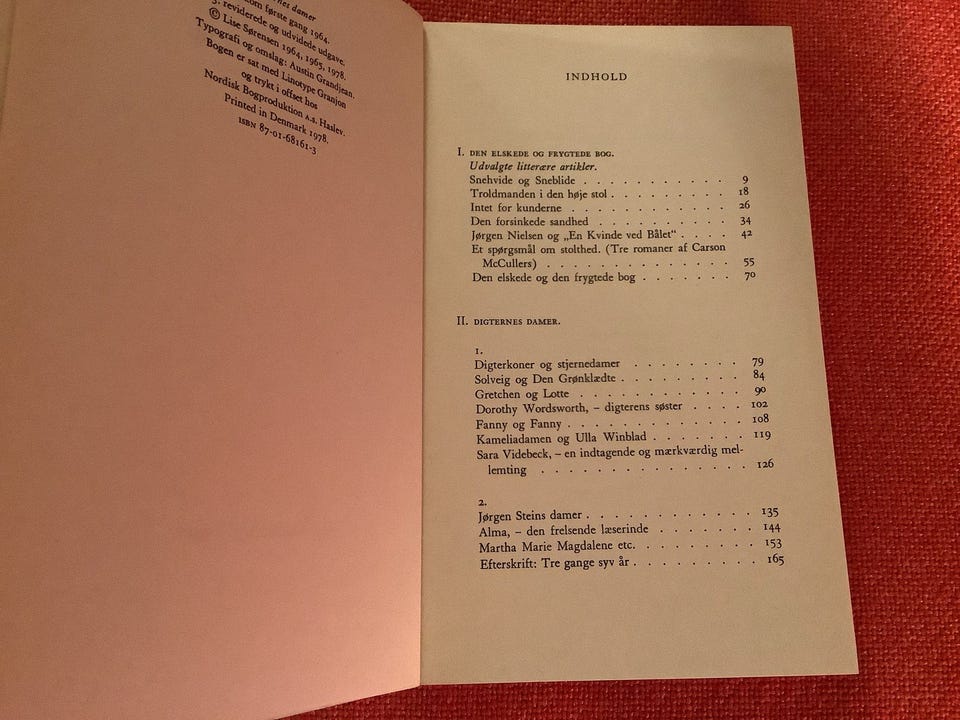 nes damer
som første gang 1964.
3. reviderede og udvidede udgave.
© Lise Sørensen 1964, 1965, 1978.
Typografi og omslag: Austin Grandjean.
Bogen er sat med Linotype Granjon
og trykt i offset hos
Nordisk Bogproduktion A.S. Haslev.
Printed in Denmark 1978.
ISBN 87-01-68161-3
INDHOLD
I. DEN ELSKEDE OG FRYGTEDE BOG.
Udvalgte litterære artikler.
Snehvide og Sneblide . . . . . . . . . . . 9
Troldmanden i den høje stol . . . . . . . . . 18
Intet for kunderne . . . . . . . . . . . . 26
Den forsinkede sandhed . . . . . . . . . . 34
Jørgen Nielsen og „En Kvinde ved Bålet“ . . . . 42
Et spørgsmål om stolthed. (Tre romaner af Carson
McCullers) . . . . . . . . . . . . . . 55
Den elskede og den frygtede bog . . . . . . . 70
II. DIGTERNES DAMER.
1.
Digterkoner og stjernedamer . . . . . . . . 79
Solveig og Den Grønklædte . . . . . . . . . 84
Gretchen og Lotte . . . . . . . . . . . . 90
Dorothy Wordsworth, – digterens søster . . . . 102
Fanny og Fanny . . . . . . . . . . . . . 108
Kameliadamen og Ulla Winblad . . . . . . . 119
Sara Videbeck, – en indtagende og mærkværdig mel-
lemting . . . . . . . . . . . . . . 126
2.
Jørgen Steins damer . . . . . . . . . . . . 135
Alma, – den frelsende læserinde . . . . . . . 144
Martha Marie Magdalene etc. . . . . . . . . 153
Efterskrift: Tre gange syv år . . . . . . . . . 165